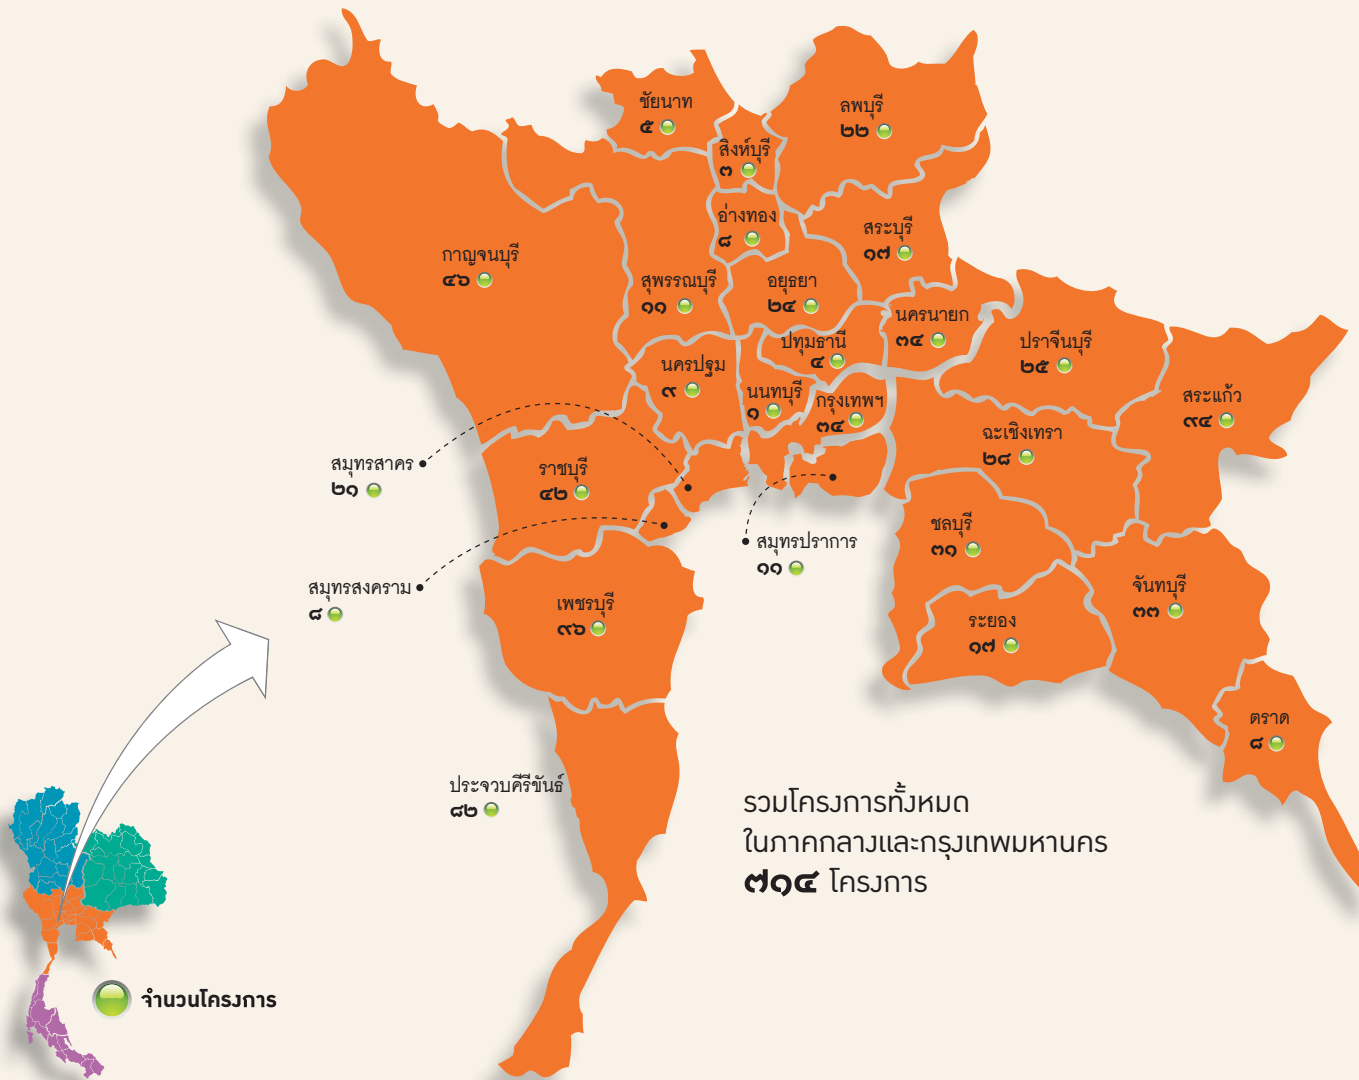 ชัยนาท
๕
ลพบุรี
๒๒
สิงห์บุรี
๓
อ่างทอง
๘
สระบุรี
๑๗
กาญจนบุรี
๔๖
สุพรรณบุรี
๑๑
อยุธยา
๒๔
นครนายก
๓๔
ปทุมธานี
๔
ปราจีนบุรี
๒๕
นครปฐม
๙
นนทบุรี
๑
กรุงเทพฯ
๓๔
สระแก้ว
๙๔
ฉะเชิงเทรา
๒๘
สมุทรสาคร
๒๑
ราชบุรี
๔๒
ชลบุรี
๓๑
สมุทรปราการ
๑๑
สมุทรสงคราม
๘
จันทบุรี
๓๓
เพชรบุรี
๙๖
ระยอง
๑๗
ตราด
๘
ประจวบคีรีขันธ์
๘๒
รวมโครงการทั้งหมด
ในภาคกลางและกรุงเทพมหานคร
๗๑๔ โครงการ
จำนวนโครงการ